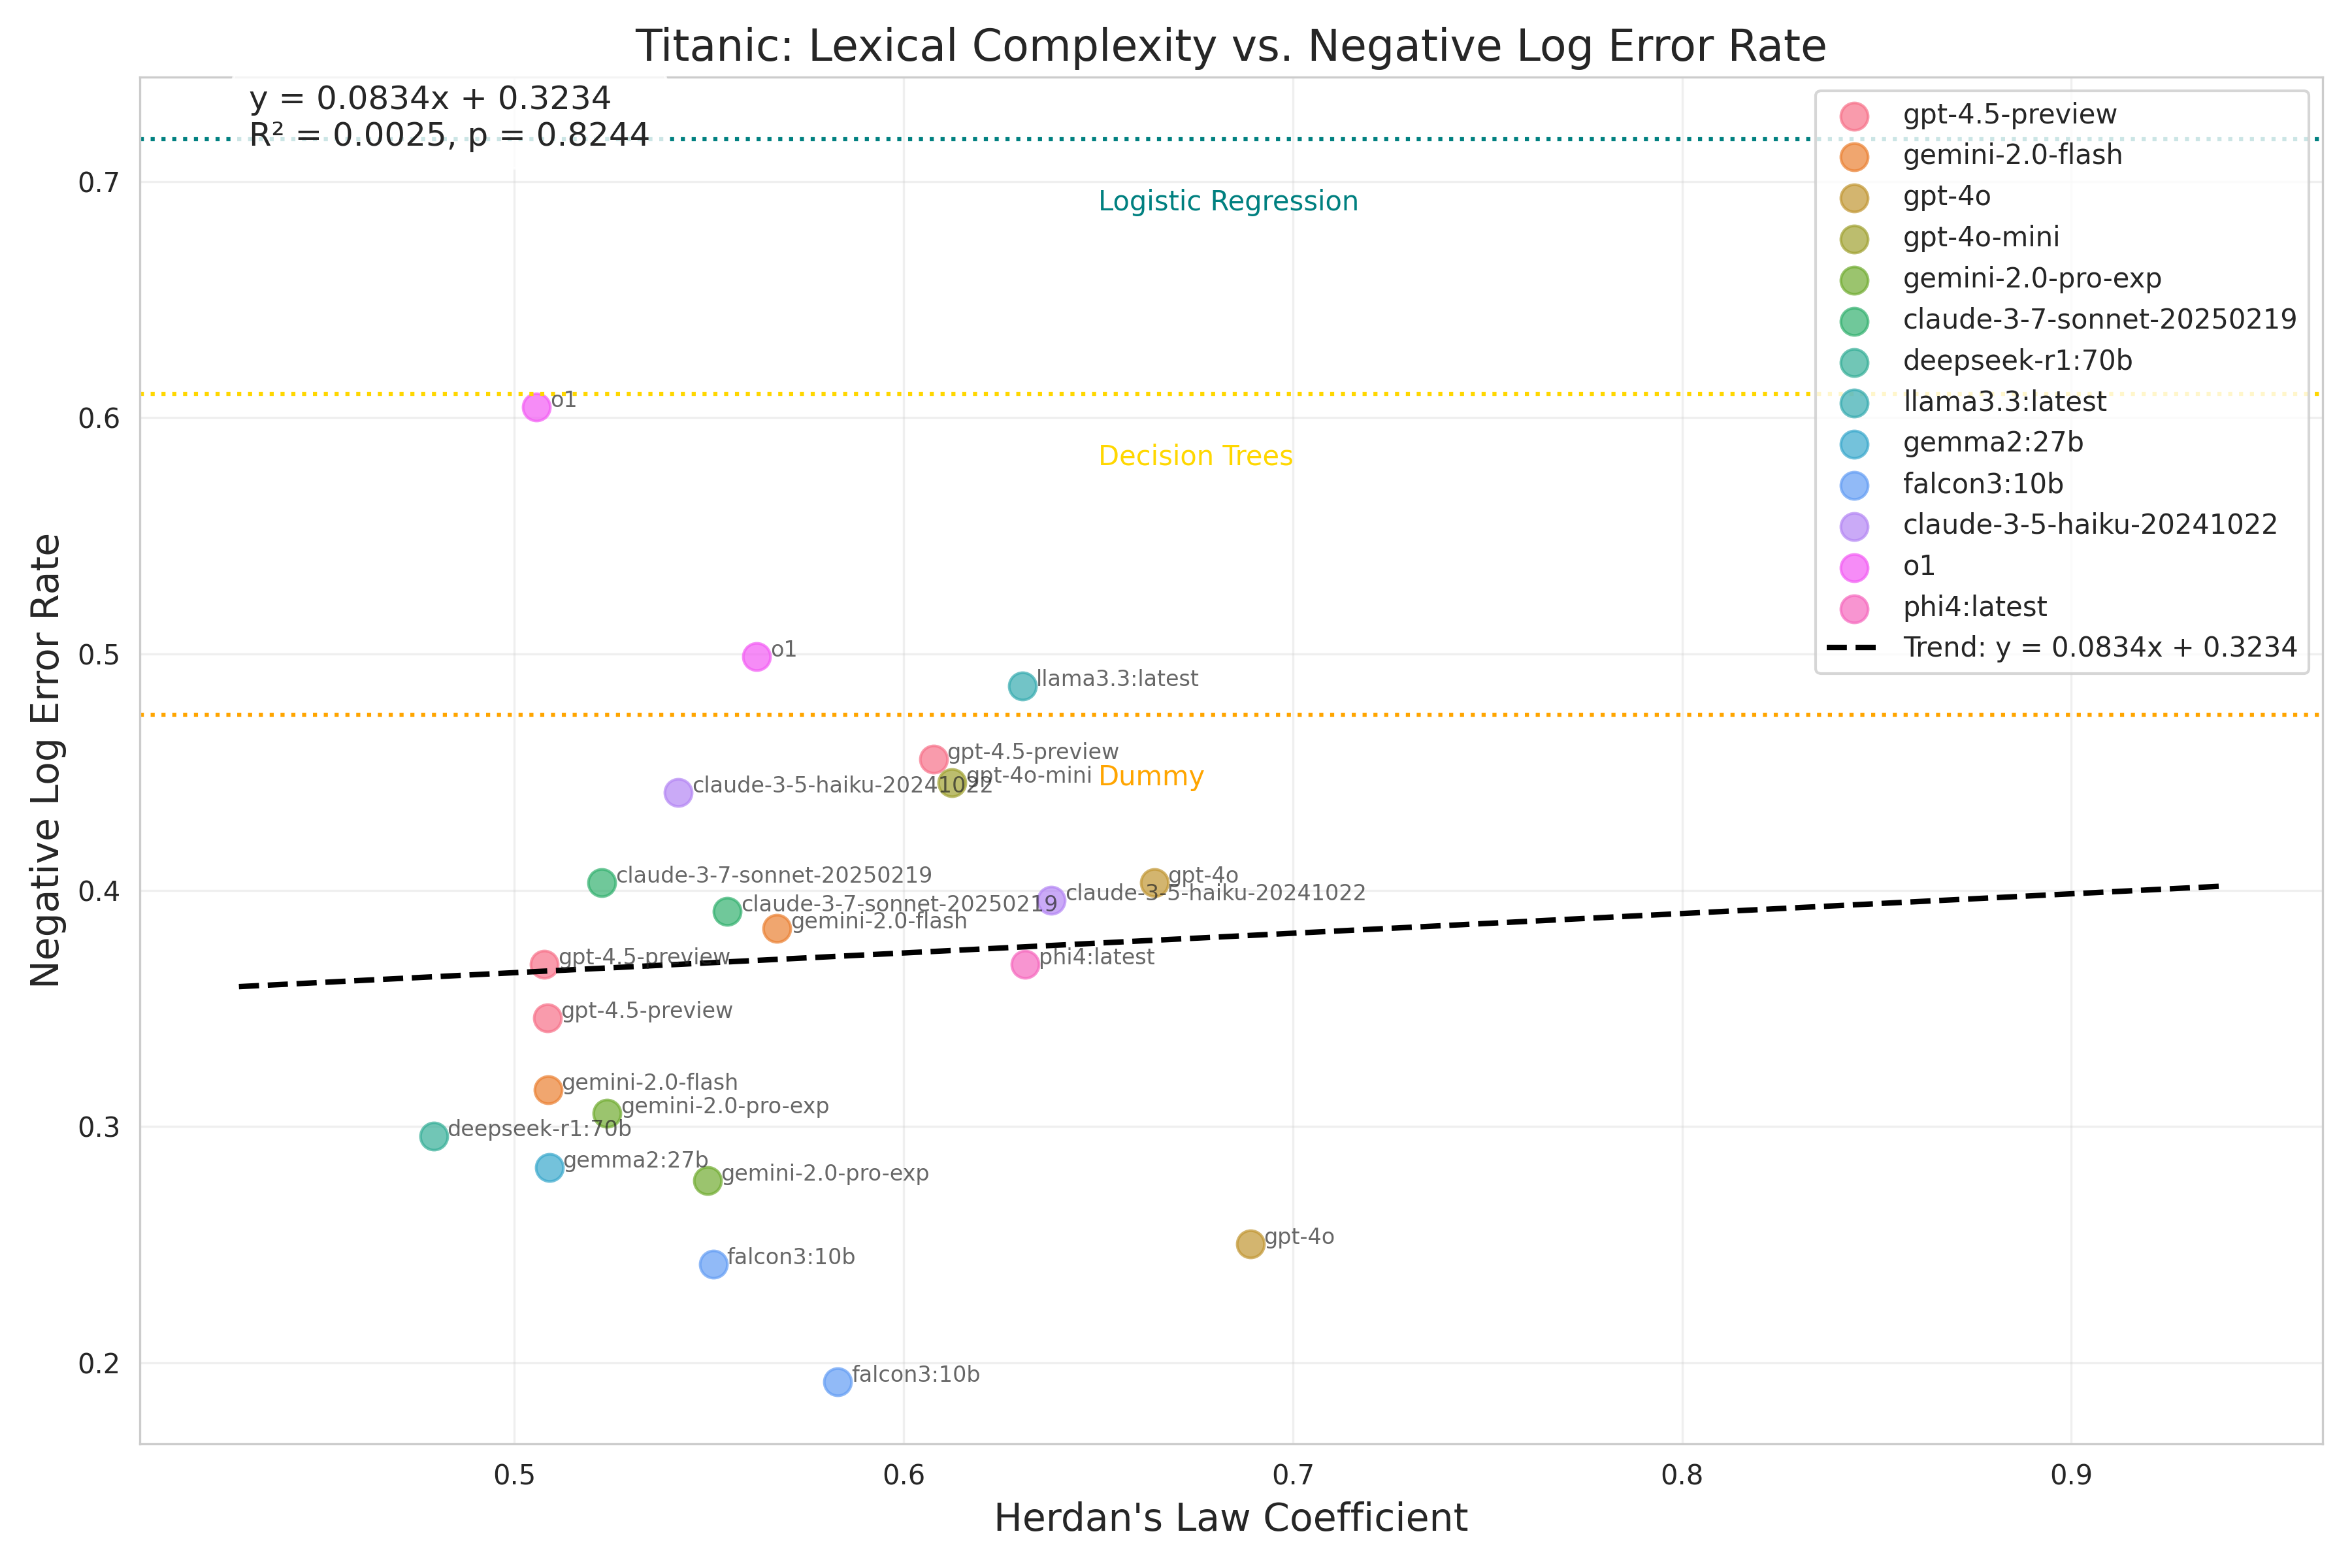 Titanic: Lexical Complexity vs. Negative Log Error Rate
y = 0.0834x + 0.3234
R² = 0.0025, p = 0.8244
gpt-4.5-preview
gemini-2.0-flash
gpt-4o
gpt-4o-mini
gemini-2.0-pro-exp
claude-3-7-sonnet-20250219
deepseek-r1:70b
llama3.3:latest
gemma2:27b
falcon3:10b
claude-3-5-haiku-20241022
o1
phi4:latest
Trend: y = 0.0834x + 0.3234
Logistic Regression
Decision Trees
Dummy
o1
o1
llama3.3:latest
gpt-4.5-preview
gpt-4o-mini
claude-3-5-haiku-20241022
claude-3-7-sonnet-20250219
gpt-4o
claude-3-5-haiku-20241022
claude-3-7-sonnet-20250219
gemini-2.0-flash
gpt-4.5-preview
phi4:latest
gpt-4.5-preview
gemini-2.0-flash
gemini-2.0-pro-exp
deepseek-r1:70b
gemma2:27b
gemini-2.0-pro-exp
gpt-4o
falcon3:10b
falcon3:10b
0.7
0.6
0.5
0.4
0.3
0.2
Negative Log Error Rate
0.5
0.6
0.7
0.8
0.9
Herdan's Law Coefficient